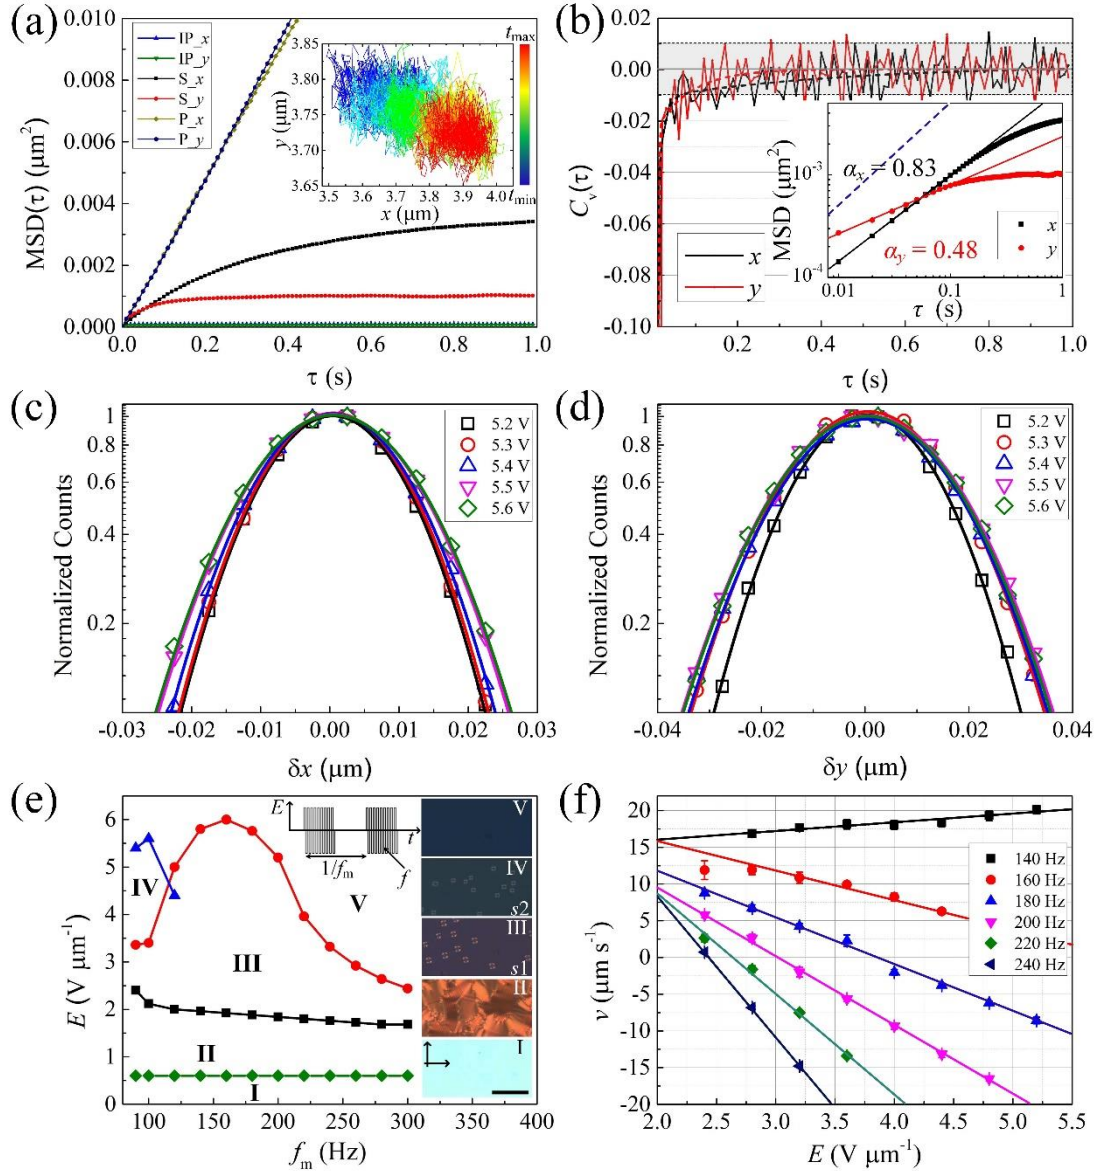 (a)
0.010
0.008
0.006
0.004
0.002
0.000
MSD(τ) (μm²)
IP_x
IP_y
S_x
S_y
P_x
P_y
3.85
3.80
3.75
3.70
3.65
y (μm)
3.5 3.6 3.7 3.8 3.9 4.0
x (μm)
tmax
tmin
0.0 0.2 0.4 0.6 0.8 1.0
τ (s)
(b)
0.02
0.00
-0.02
-0.04
-0.06
-0.08
-0.10
Cv(τ)
x
y
MSD (μm²)
10⁻³
10⁻⁴
αx = 0.83
αy = 0.48
x
y
0.01 0.1 1
τ (s)
0.2 0.4 0.6 0.8 1.0
τ (s)
(c)
1
0.8
0.6
0.4
0.2
Normalized Counts
5.2 V
5.3 V
5.4 V
5.5 V
5.6 V
-0.03 -0.02 -0.01 0.00 0.01 0.02 0.03
δx (μm)
(d)
1
0.8
0.6
0.4
0.2
Normalized Counts
5.2 V
5.3 V
5.4 V
5.5 V
5.6 V
-0.04 -0.02 0.00 0.02 0.04
δy (μm)
(e)
7
6
5
4
3
2
1
0
E (V μm⁻¹)
E
t
1/fm
f
V
IV
s2
III
s1
II
I
IV
V
III
II
I
100 150 200 250 300 350 400
fm (Hz)
(f)
20
15
10
5
0
-5
-10
-15
-20
v (μm s⁻¹)
140 Hz
160 Hz
180 Hz
200 Hz
220 Hz
240 Hz
2.0 2.5 3.0 3.5 4.0 4.5 5.0 5.5
E (V μm⁻¹)